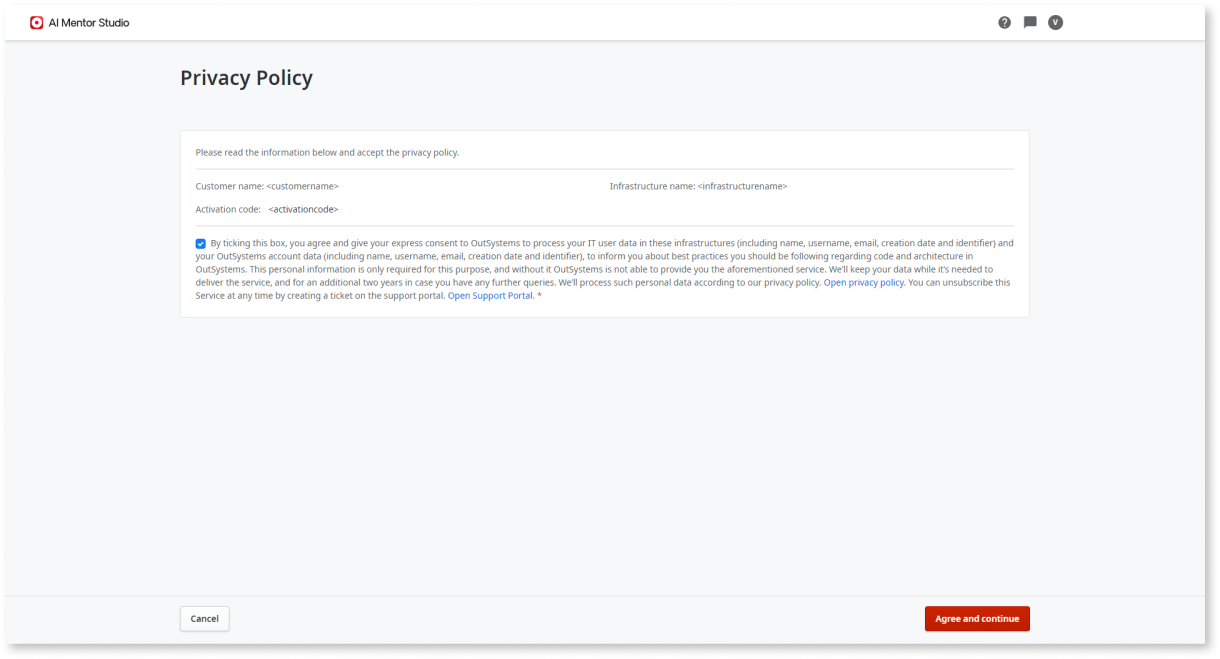 AI Mentor Studio
V
Privacy Policy
Please read the information below and accept the privacy policy.
Customer name: <customername>
Infrastructure name: <infrastructurename>
Activation code: <activationcode>
By ticking this box, you agree and give your express consent to OutSystems to process your IT user data in these infrastructures (including name, username, email, creation date and identifier) and
your OutSystems account data (including name, username, email, creation date and identifier), to inform you about best practices you should be following regarding code and architecture in
OutSystems. This personal information is only required for this purpose, and without it OutSystems is not able to provide you the aforementioned service. We'll keep your data while it's needed to
deliver the service, and for an additional two years in case you have any further queries. We'll process such personal data according to our privacy policy. Open privacy policy. You can unsubscribe this
Service at any time by creating a ticket on the support portal. Open Support Portal. *
Cancel
Agree and continue